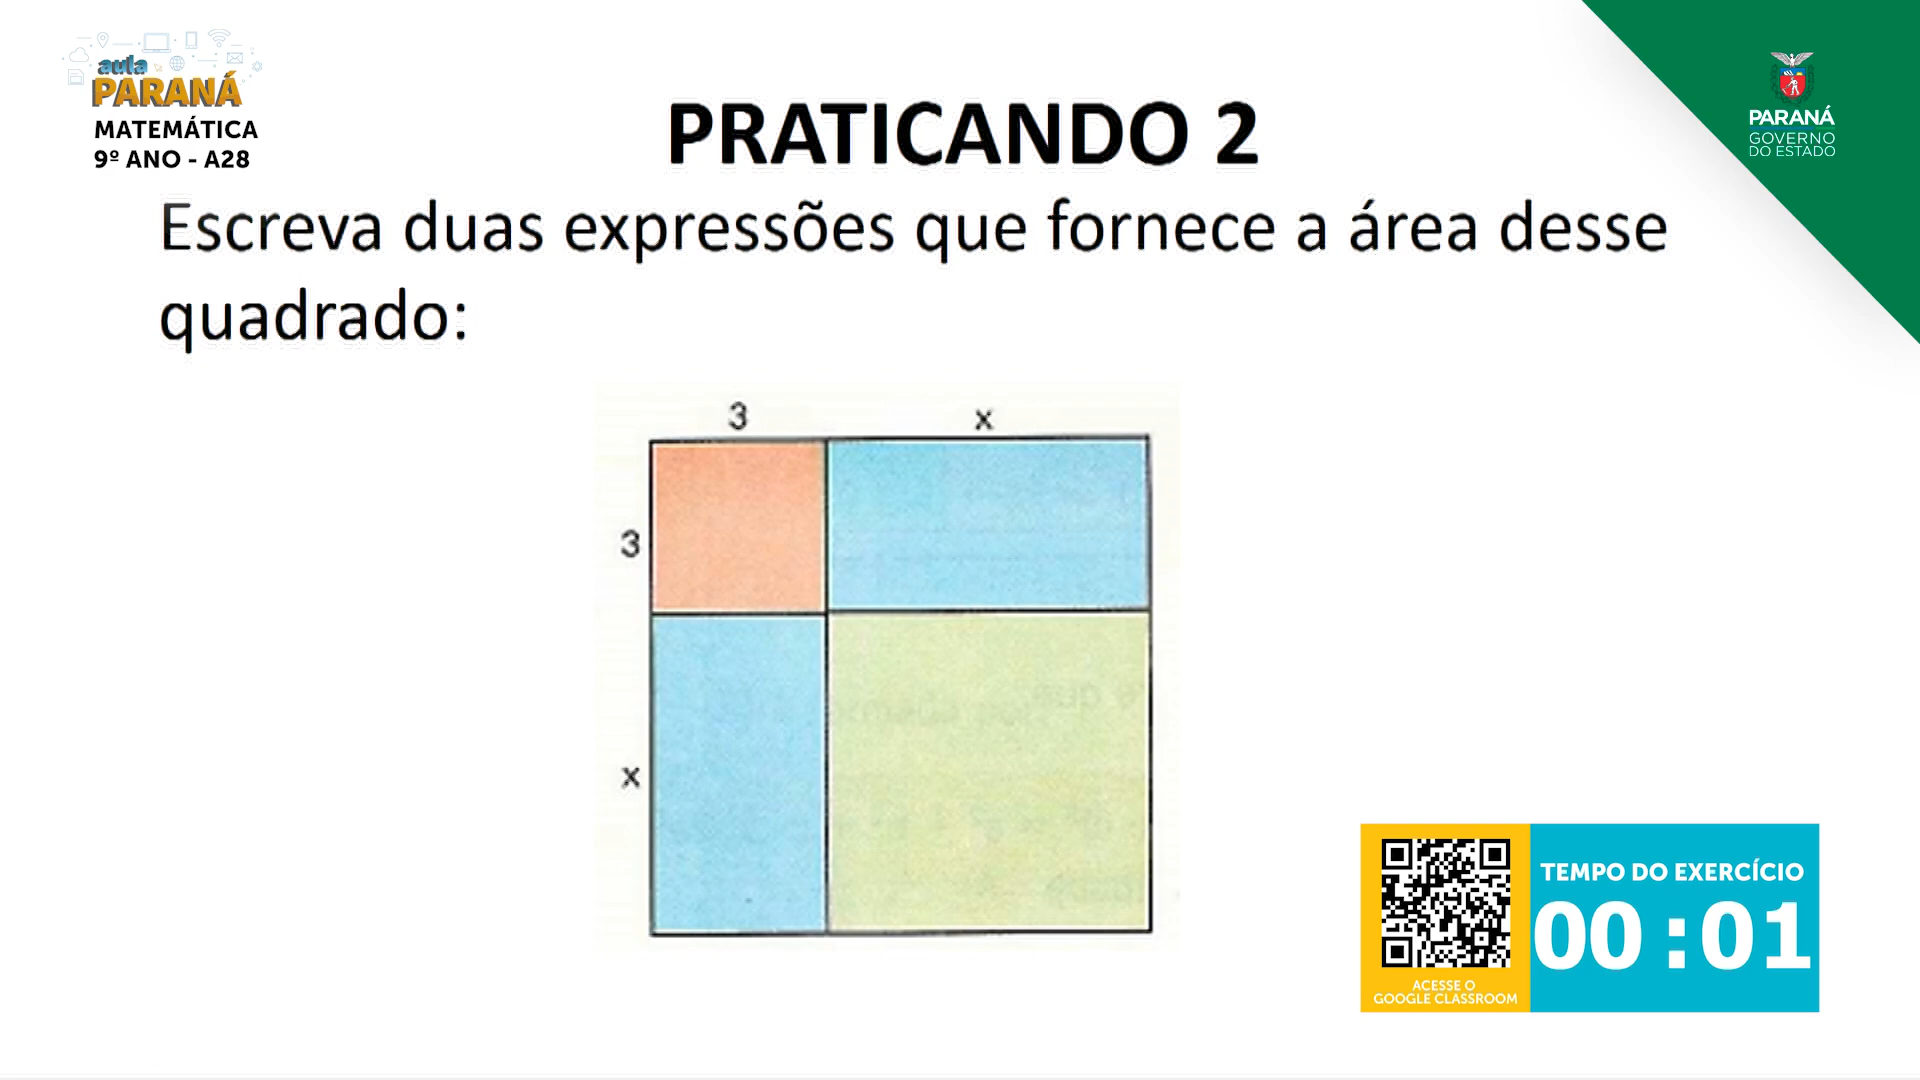 aula
PARANÁ
MATEMÁTICA
9º ANO - A28
PRATICANDO 2
PARANÁ
GOVERNO
DO ESTADO
Escreva duas expressões que fornece a área desse
quadrado:
3 x
3
x
TEMPO DO EXERCÍCIO
00 : 01
ACESSE O
GOOGLE CLASSROOM